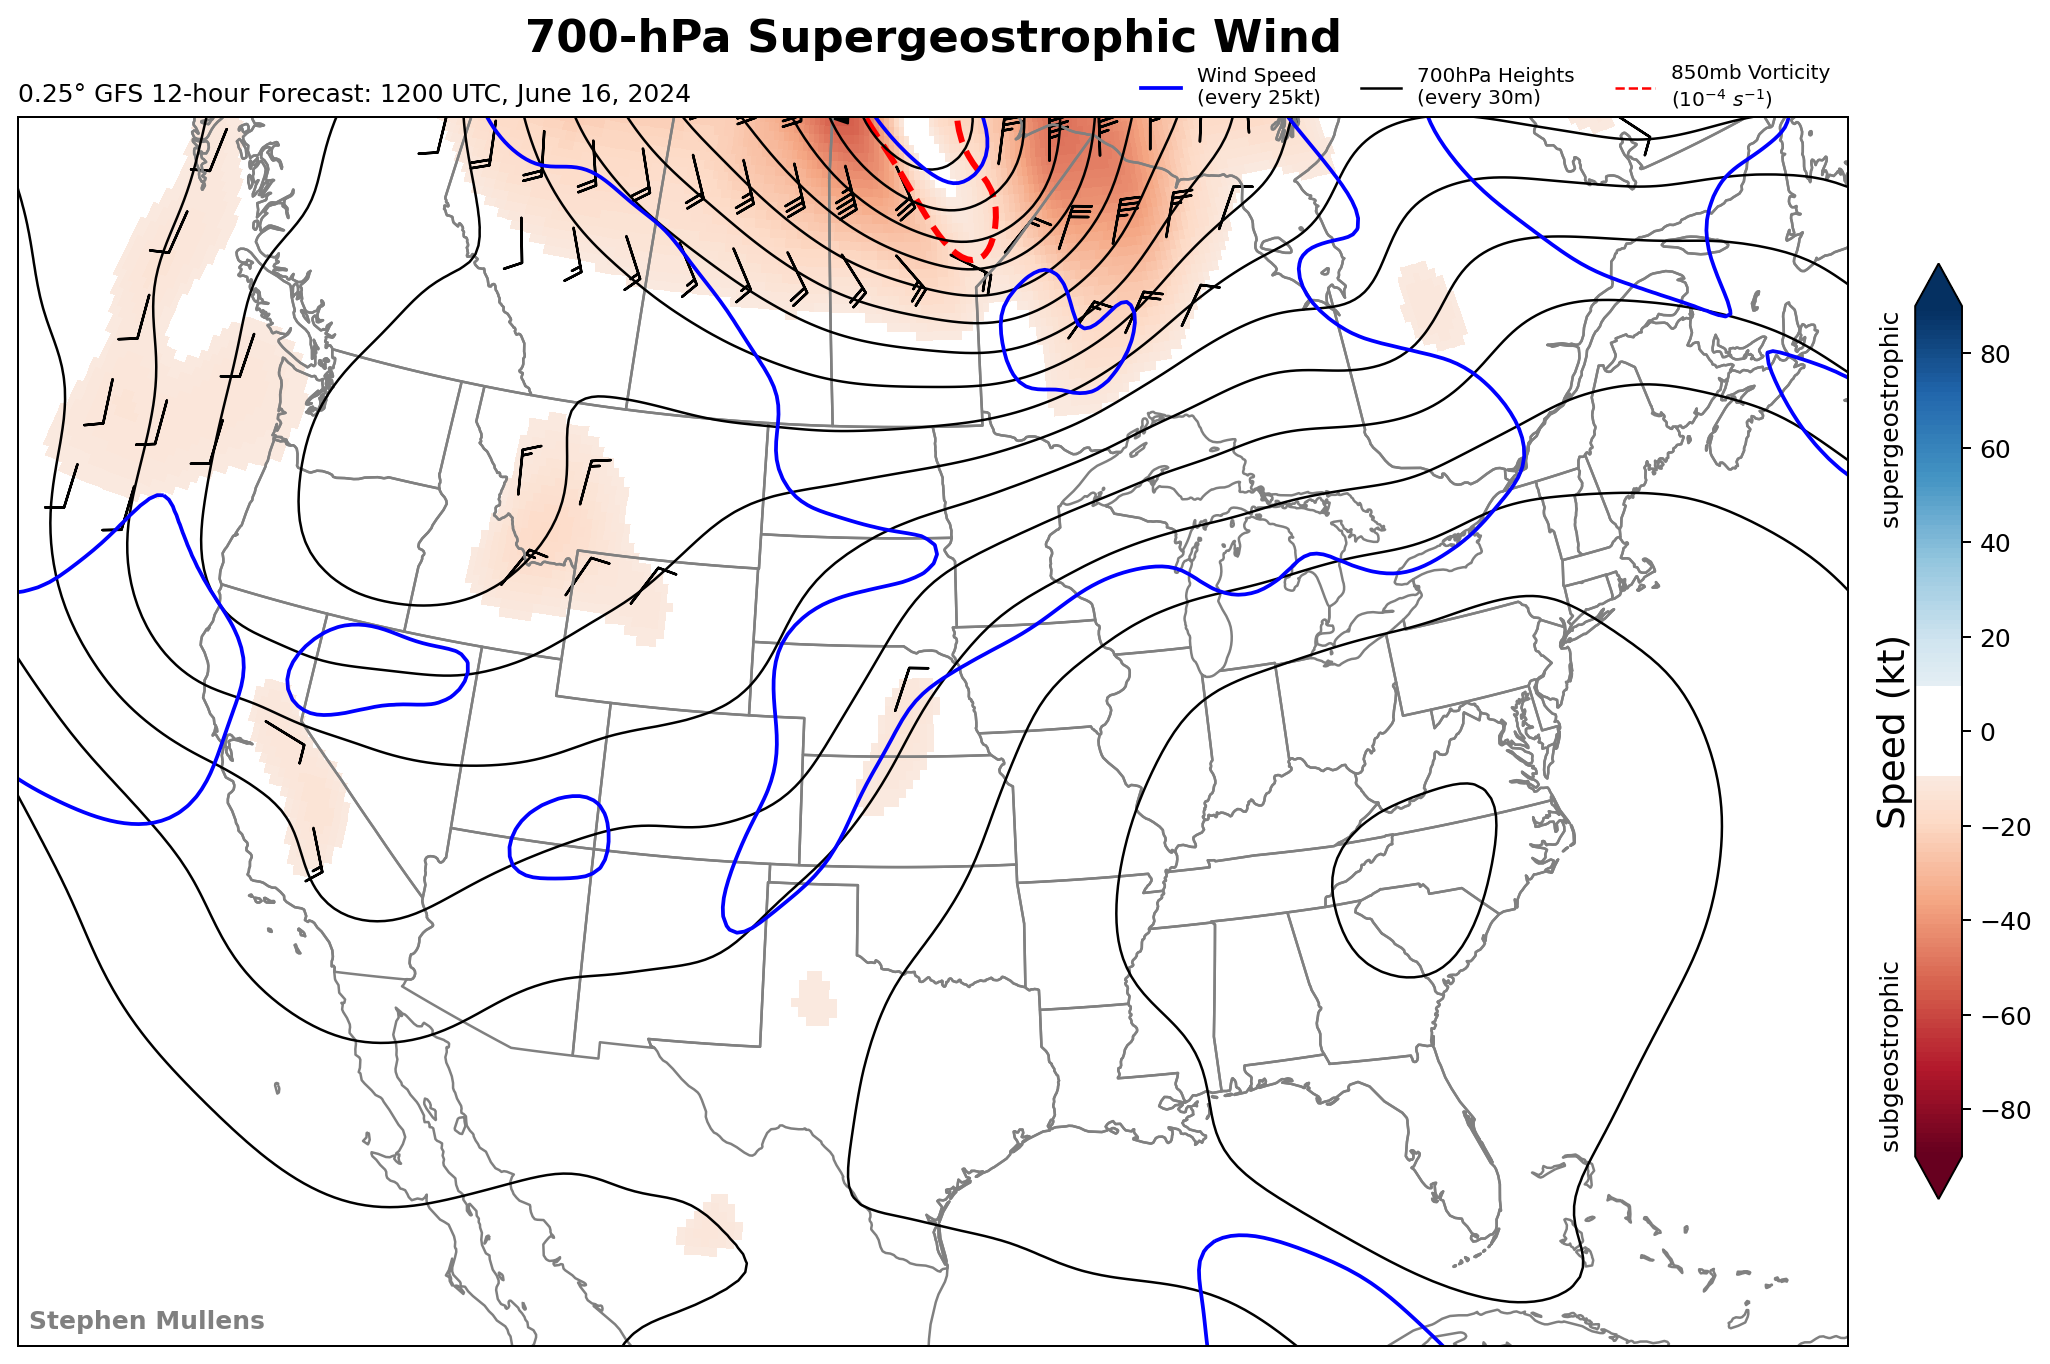 700-hPa Supergeostrophic Wind
0.25° GFS 12-hour Forecast: 1200 UTC, June 16, 2024
Wind Speed
(every 25kt)
700hPa Heights
(every 30m)
850mb Vorticity
(10⁻⁴ s⁻¹)
supergeostrophic
Speed (kt)
subgeostrophic
80
60
40
20
0
−20
−40
−60
−80
Stephen Mullens